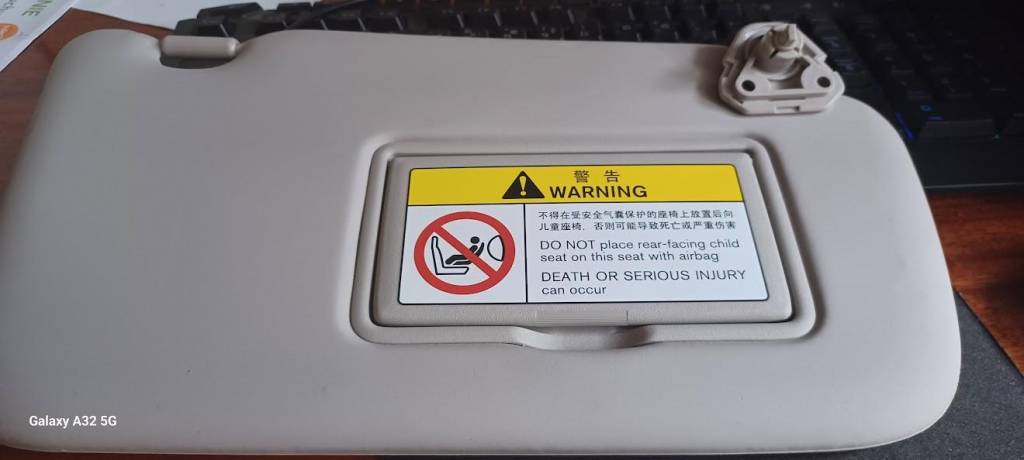 NIE
警告
WARNING
不得在受安全气囊保护的座椅上放置后向
儿童座椅，否则可能导致死亡或严重伤害
DO NOT place rear-facing child
seat on this seat with airbag
DEATH OR SERIOUS INJURY
can occur
Galaxy A32 5G